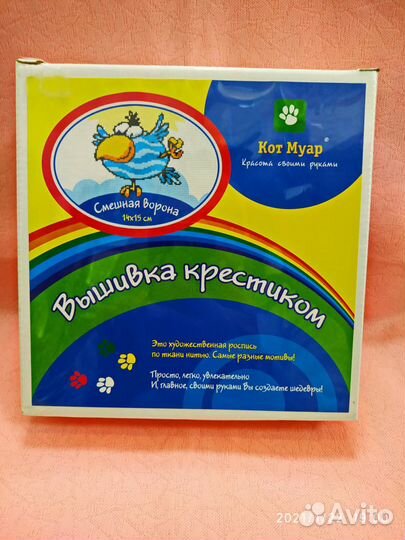 Кот Муар®
Красота своими руками
Смешная ворона
14х15 см
Вышивка крестиком
Это художественная роспись
по ткани нитью. Самые разные мотивы!
Просто, легко, увлекательно
И, главное, своими руками Вы создаете шедевры!
Avito